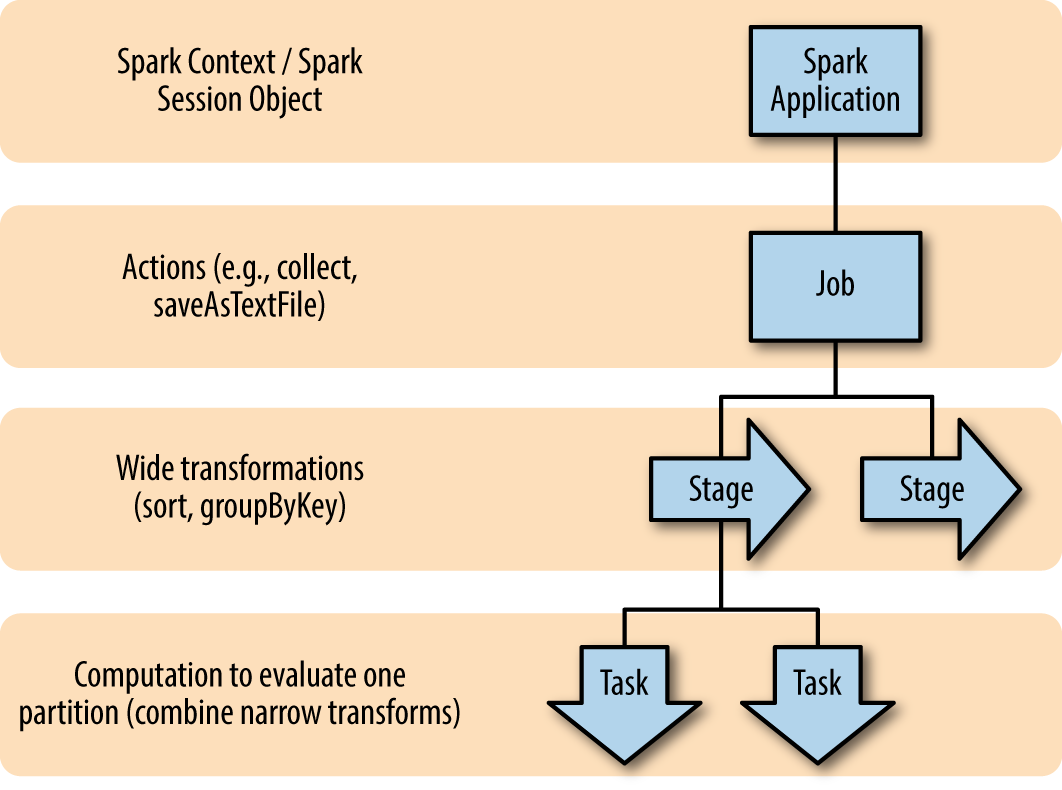 Spark Context / Spark
Session Object
Spark
Application
Actions (e.g., collect,
saveAsTextFile)
Job
Wide transformations
(sort, groupByKey)
Stage
Stage
Computation to evaluate one
partition (combine narrow transforms)
Task
Task